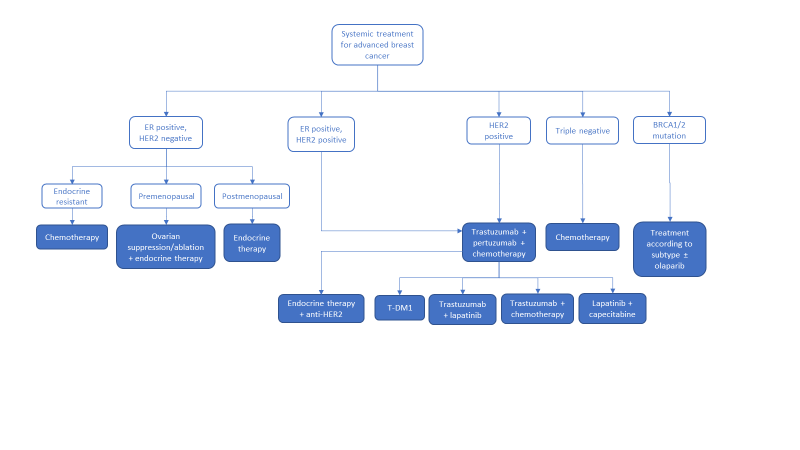 Systemic treatment
for advanced breast
cancer
ER positive,
HER2 negative
ER positive,
HER2 positive
HER2
positive
Triple negative
BRCA1/2
mutation
Endocrine
resistant
Premenopausal
Postmenopausal
Chemotherapy
Ovarian
suppression/ablation
+ endocrine therapy
Endocrine
therapy
Trastuzumab +
pertuzumab +
chemotherapy
Chemotherapy
Treatment
according to
subtype ±
olaparib
Endocrine therapy
+ anti-HER2
T-DM1
Trastuzumab
+ lapatinib
Trastuzumab +
chemotherapy
Lapatinib +
capecitabine